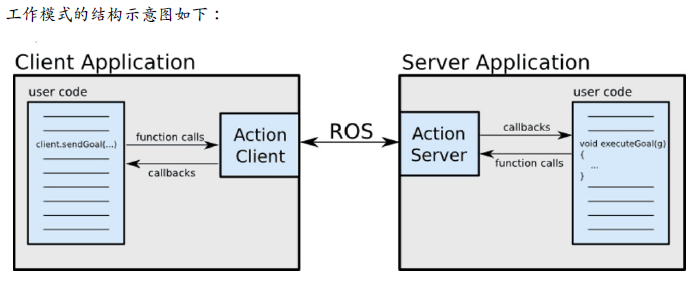 工作模式的结构示意图如下：
Client Application
user code
client.sendGoal(...)
function calls
callbacks
Action
Client
ROS
Server Application
Action
Server
callbacks
function calls
user code
void executeGoal(g)
{
...
}